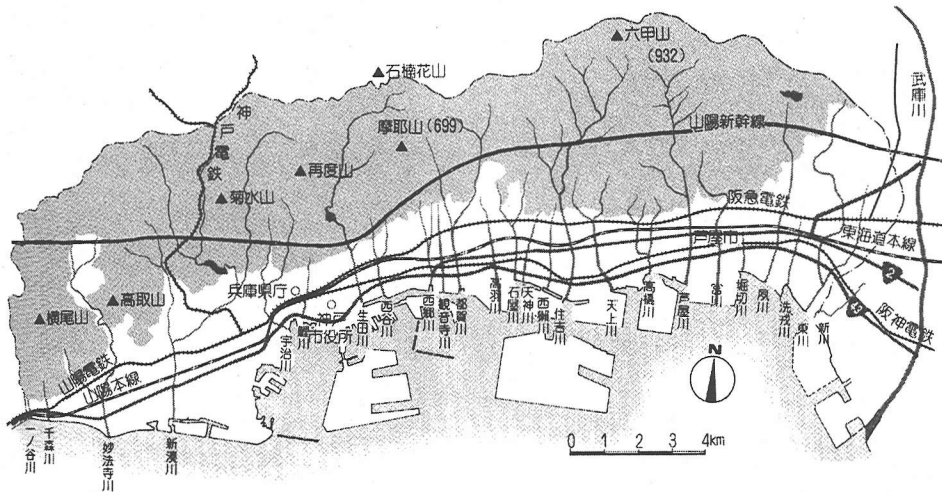 六甲山
(932)
石楠花山
武庫川
神戸電鉄
摩耶山(699)
山陽新幹線
再度山
菊水山
阪急電鉄
芦屋市
東海道本線
2
兵庫県庁
高取山
横尾山
神戸
市役所
43
阪神電鉄
山陽電鉄
山陽本線
一ノ谷川
千森川
妙法寺川
新湊川
宇治川
鯉川
生田川
西谷川
西郷川
観音寺川
都賀川
高羽川
石屋川
天神川
住吉川
天上川
高橋川
芦屋川
宮川
堀切川
夙川
洗戎川
東川
新川
N
0 1 2 3 4km